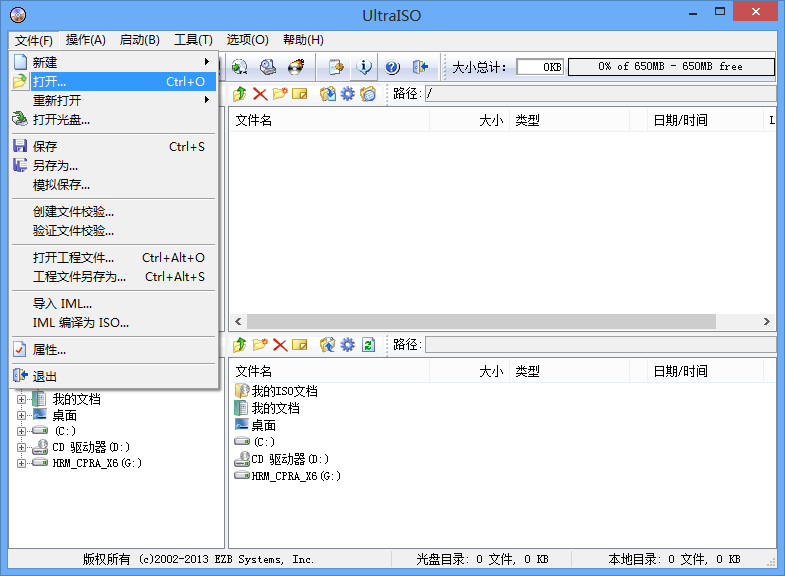 UltraISO
文件(F) 操作(A) 启动(B) 工具(T) 选项(O) 帮助(H)
新建
打开... Ctrl+O
重新打开
打开光盘...
保存 Ctrl+S
另存为...
模拟保存...
创建文件校验...
验证文件校验...
打开工程文件... Ctrl+Alt+O
工程文件另存为... Ctrl+Alt+S
导入 IML...
IML 编译为 ISO...
属性...
退出
大小总计: 0KB 0% of 650MB - 650MB free
路径: /
文件名 大小 类型 日期/时间 L
路径:
文件名 大小 类型 日期/时间
我的ISO文档
我的文档
桌面
(C:)
CD 驱动器(D:)
HRM_CPRA_X6(G:)
我的文档
桌面
(C:)
CD 驱动器(D:)
HRM_CPRA_X6(G:)
版权所有 (c)2002-2013 EZB Systems, Inc. 光盘目录: 0 文件, 0 KB 本地目录: 0 文件, 0 KB